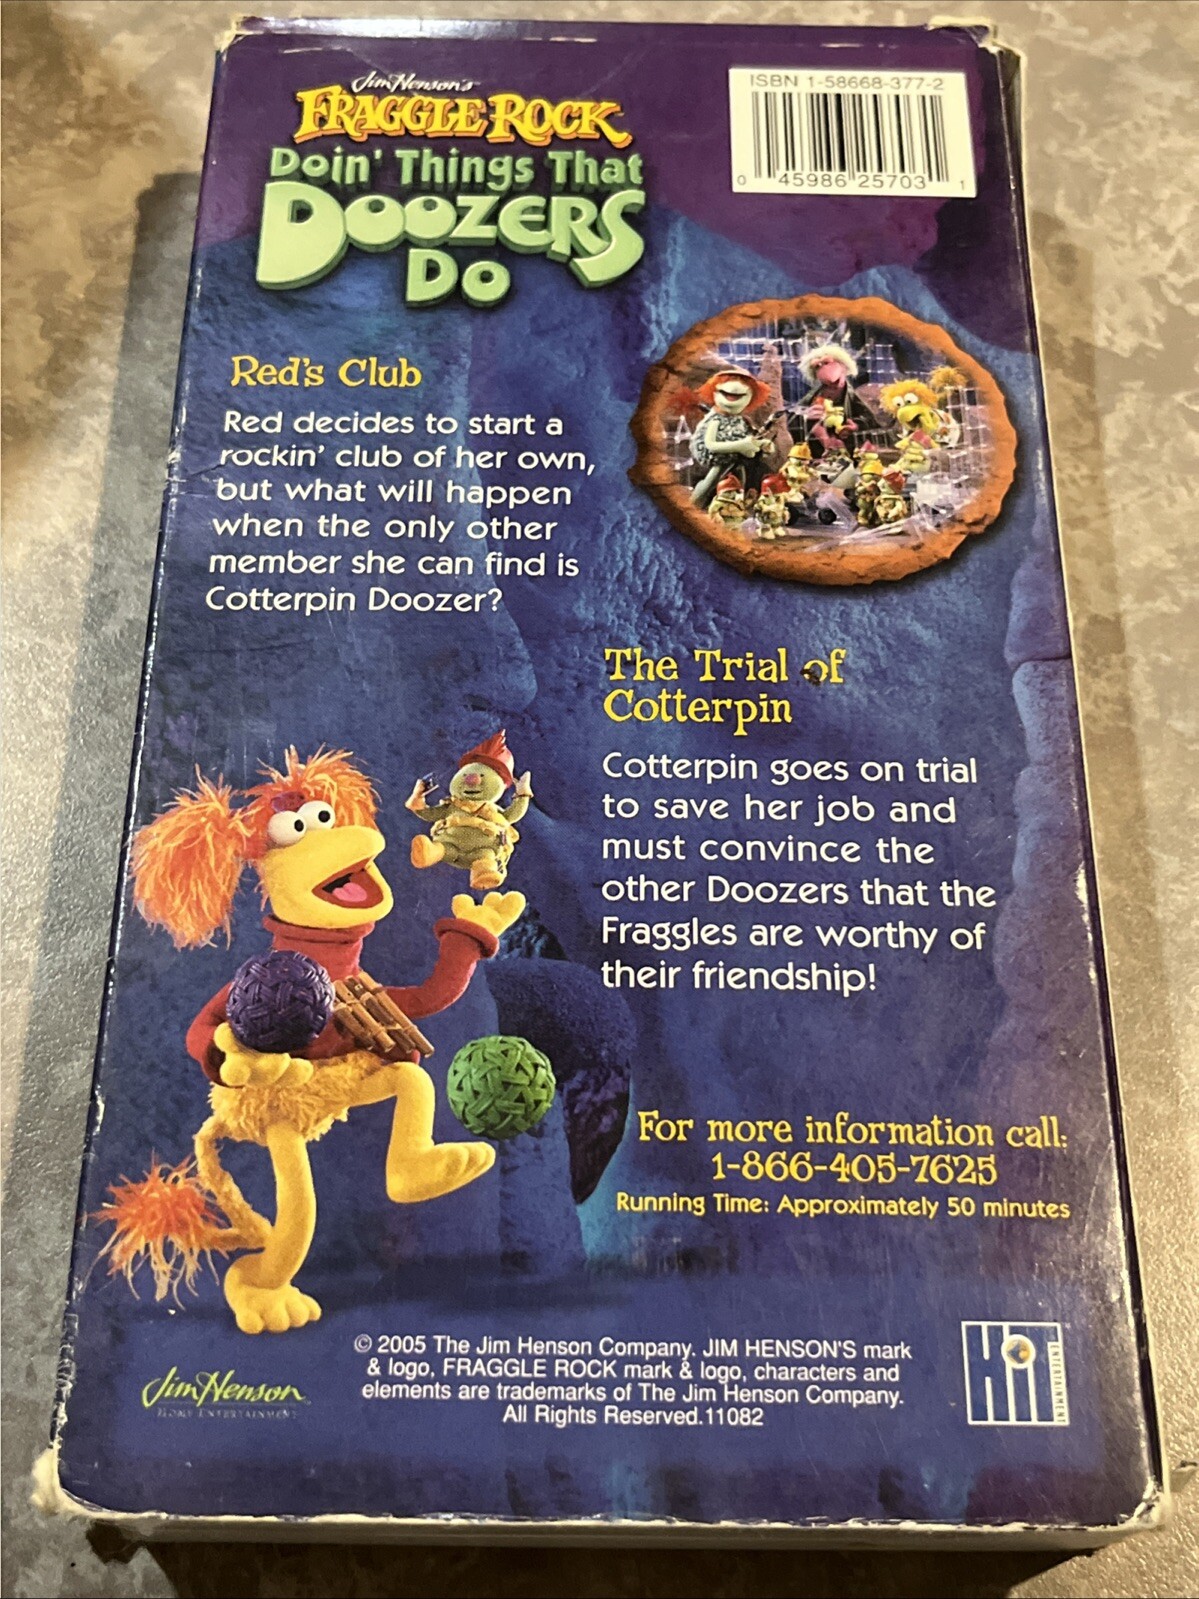 Jim Henson's
FRAGGLE ROCK
Doin' Things That
DOOZERS
Do
ISBN 1-58668-377-2
0 45986 25703 1
Red's Club
Red decides to start a
rockin' club of her own,
but what will happen
when the only other
member she can find is
Cotterpin Doozer?
The Trial of
Cotterpin
Cotterpin goes on trial
to save her job and
must convince the
other Doozers that the
Fraggles are worthy of
their friendship!
For more information call:
1-866-405-7625
Running Time: Approximately 50 minutes
© 2005 The Jim Henson Company. JIM HENSON'S mark
& logo, FRAGGLE ROCK mark & logo, characters and
elements are trademarks of The Jim Henson Company.
All Rights Reserved.11082
Jim Henson
HOME ENTERTAINMENT
HiT
ENTERTAINMENT